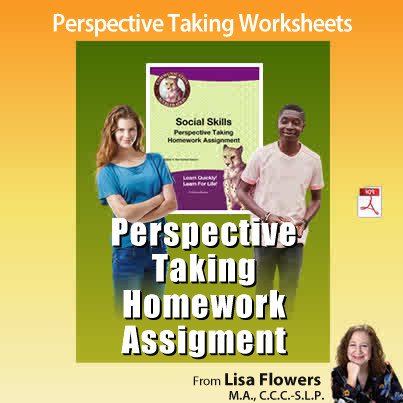 Perspective Taking Worksheets
Social Skills
Perspective Taking
Homework Assignment
Learn Quickly!
Learn For Life!
Perspective
Taking
Homework
Assigment
PDF
From Lisa Flowers
M.A., C.C.C.-S.L.P.